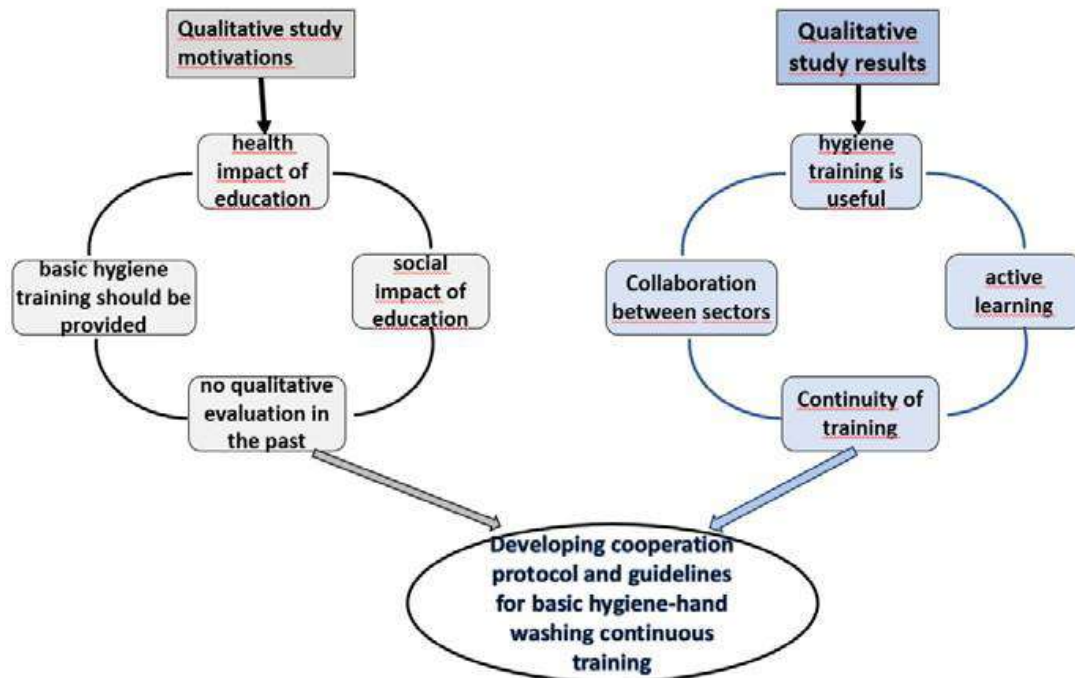 Qualitative study
motivations
health
impact of
education
basic hygiene
training should be
provided
social
impact of
education
no qualitative
evaluation in
the past
Qualitative
study results
hygiene
training is
useful
Collaboration
between sectors
active
learning
Continuity of
training
Developing cooperation
protocol and guidelines
for basic hygiene-hand
washing continuous
training